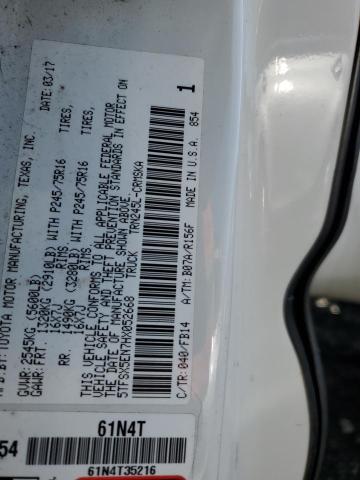 MFD.BY:TOYOTA MOTOR MANUFACTURING, TEXAS, INC. DATE: 03/17
GVWR: 2545KG (5600LB)
GAWR: FRT. 1320KG (2910LB) WITH P245/75R16 TIRES,
16X7J RIMS.
RR. 1490KG (3280LB) WITH P245/75R16 TIRES,
16X7J RIMS.
THIS VEHICLE CONFORMS TO ALL APPLICABLE FEDERAL MOTOR
VEHICLE SAFETY AND THEFT PREVENTION STANDARDS IN EFFECT ON
THE DATE OF MANUFACTURE SHOWN ABOVE.
5TFSX5EN7HX052668 TRN245L-CRMSKA
TRUCK
C/TR: 040/FB14 A/TM: B07A/R156F
MADE IN U.S.A. 854
1
54
61N4T
61N4T35216